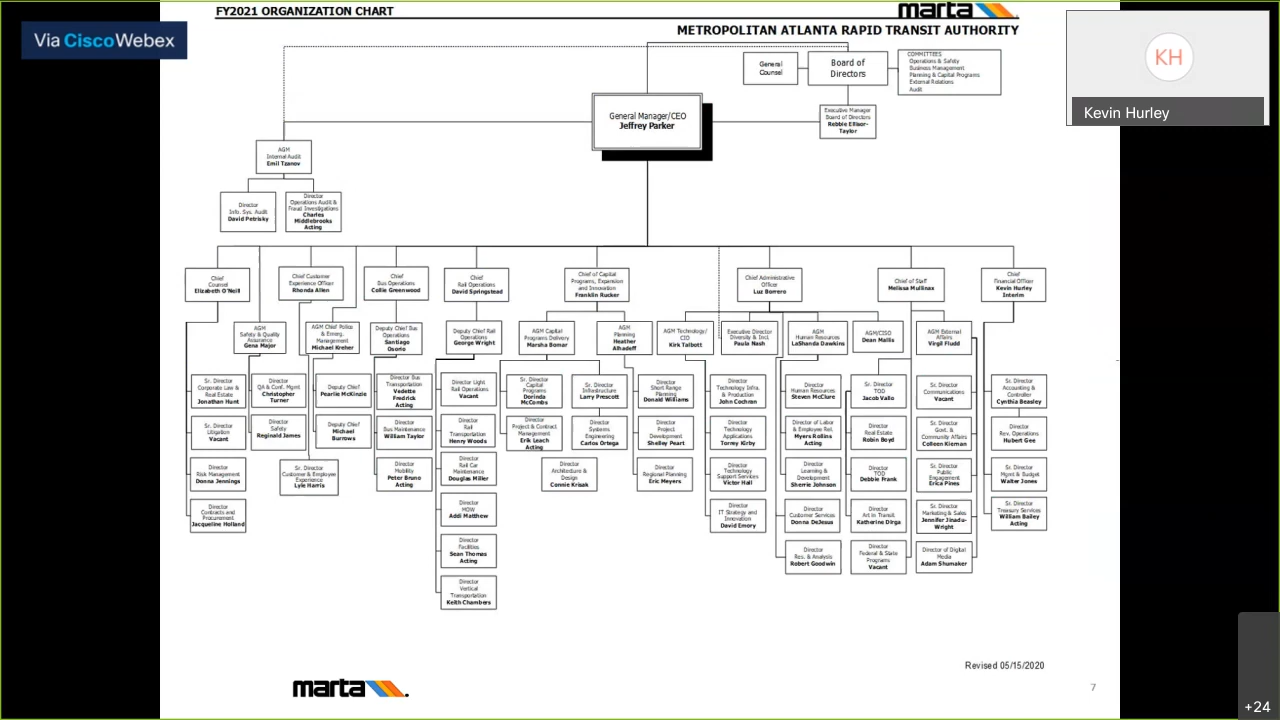 FY2021 ORGANIZATION CHART
marta
METROPOLITAN ATLANTA RAPID TRANSIT AUTHORITY
Via CiscoWebex
KH
Kevin Hurley
General
Counsel
Board of
Directors
COMMITTEES
Operations & Safety
Business Management
Planning & Capital Programs
External Relations
Audit
General Manager/CEO
Jeffrey Parker
Executive Manager
Board of Directors
Rebbie Ellisor-
Taylor
AGM
Internal Audit
Emil Tzanov
Director
Info. Sys. Audit
David Petrisky
Director
Operations Audit &
Fraud Investigations
Charles
Middlebrooks
Acting
Chief
Counsel
Elizabeth O'Neill
Chief Customer
Experience Officer
Rhonda Allen
Chief
Bus Operations
Collie Greenwood
Chief
Rail Operations
David Springstead
Chief of Capital
Programs, Expansion
and Innovation
Franklin Rucker
Chief Administrative
Officer
Luz Borrero
Chief of Staff
Melissa Mullinax
Chief
Financial Officer
Kevin Hurley
Interim
AGM
Safety & Quality
Assurance
Gena Major
AGM Chief Police
& Emerg.
Management
Michael Kreher
Deputy Chief Bus
Operations
Santiago
Osorio
Deputy Chief Rail
Operations
George Wright
AGM Capital
Programs Delivery
Marsha Bomar
AGM
Planning
Heather
Alhadeff
AGM Technology/
CIO
Kirk Talbott
Executive Director
Diversity & Incl.
Paula Nash
AGM
Human Resources
LaShanda Dawkins
AGM/CISO
Dean Mallis
AGM External
Affairs
Virgil Fludd
Sr. Director
Corporate Law &
Real Estate
Jonathan Hunt
Director
QA & Conf. Mgmt
Christopher
Turner
Deputy Chief
Pearlie McKinzie
Director Bus
Transportation
Vedette
Fredrick
Acting
Director Light
Rail Operations
Vacant
Sr. Director
Capital
Programs
Dorinda
McCombs
Sr. Director
Infrastructure
Larry Prescott
Director
Short Range
Planning
Donald Williams
Director
Technology Infra.
& Production
John Cochran
Director
Human Resources
Steven McClure
Sr. Director
TOD
Jacob Vallo
Sr. Director
Communications
Vacant
Sr. Director
Accounting &
Controller
Cynthia Beasley
Sr. Director
Litigation
Vacant
Director
Safety
Reginald James
Deputy Chief
Michael
Burrows
Director
Bus Maintenance
William Taylor
Director
Rail
Transportation
Henry Woods
Director
Project & Contract
Management
Erik Leach
Acting
Director
Systems
Engineering
Carlos Ortega
Director
Project
Development
Shelley Peart
Director
Technology
Applications
Torrey Kirby
Director of Labor
& Employee Rel.
Myers Rollins
Acting
Director
Real Estate
Robin Boyd
Sr. Director
Govt. &
Community Affairs
Colleen Kiernan
Director
Rev. Operations
Hubert Gee
Director
Risk Management
Donna Jennings
Sr. Director
Customer & Employee
Experience
Lyle Harris
Director
Mobility
Peter Bruno
Acting
Director
Rail Car
Maintenance
Douglas Miller
Director
Architecture &
Design
Connie Krisak
Director
Regional Planning
Eric Meyers
Director
Technology
Support Services
Victor Hall
Director
Learning &
Development
Sherrie Johnson
Director
TOD
Debbie Frank
Sr. Director
Public
Engagement
Erica Pines
Sr. Director
Mgmt & Budget
Walter Jones
Director
Contracts and
Procurement
Jacqueline Holland
Director
MOW
Addi Matthew
Director
IT Strategy and
Innovation
David Emory
Director
Customer Services
Donna DeJesus
Director
Art in Transit
Katherine Dirga
Sr. Director
Marketing & Sales
Jennifer Jinadu-
Wright
Director
Treasury Services
William Bailey
Acting
Director
Facilities
Sean Thomas
Acting
Director
Res. & Analysis
Robert Goodwin
Director
Federal & State
Programs
Vacant
Director of Digital
Media
Adam Shumaker
Director
Vertical
Transportation
Keith Chambers
Revised 05/15/2020
marta
7
+24